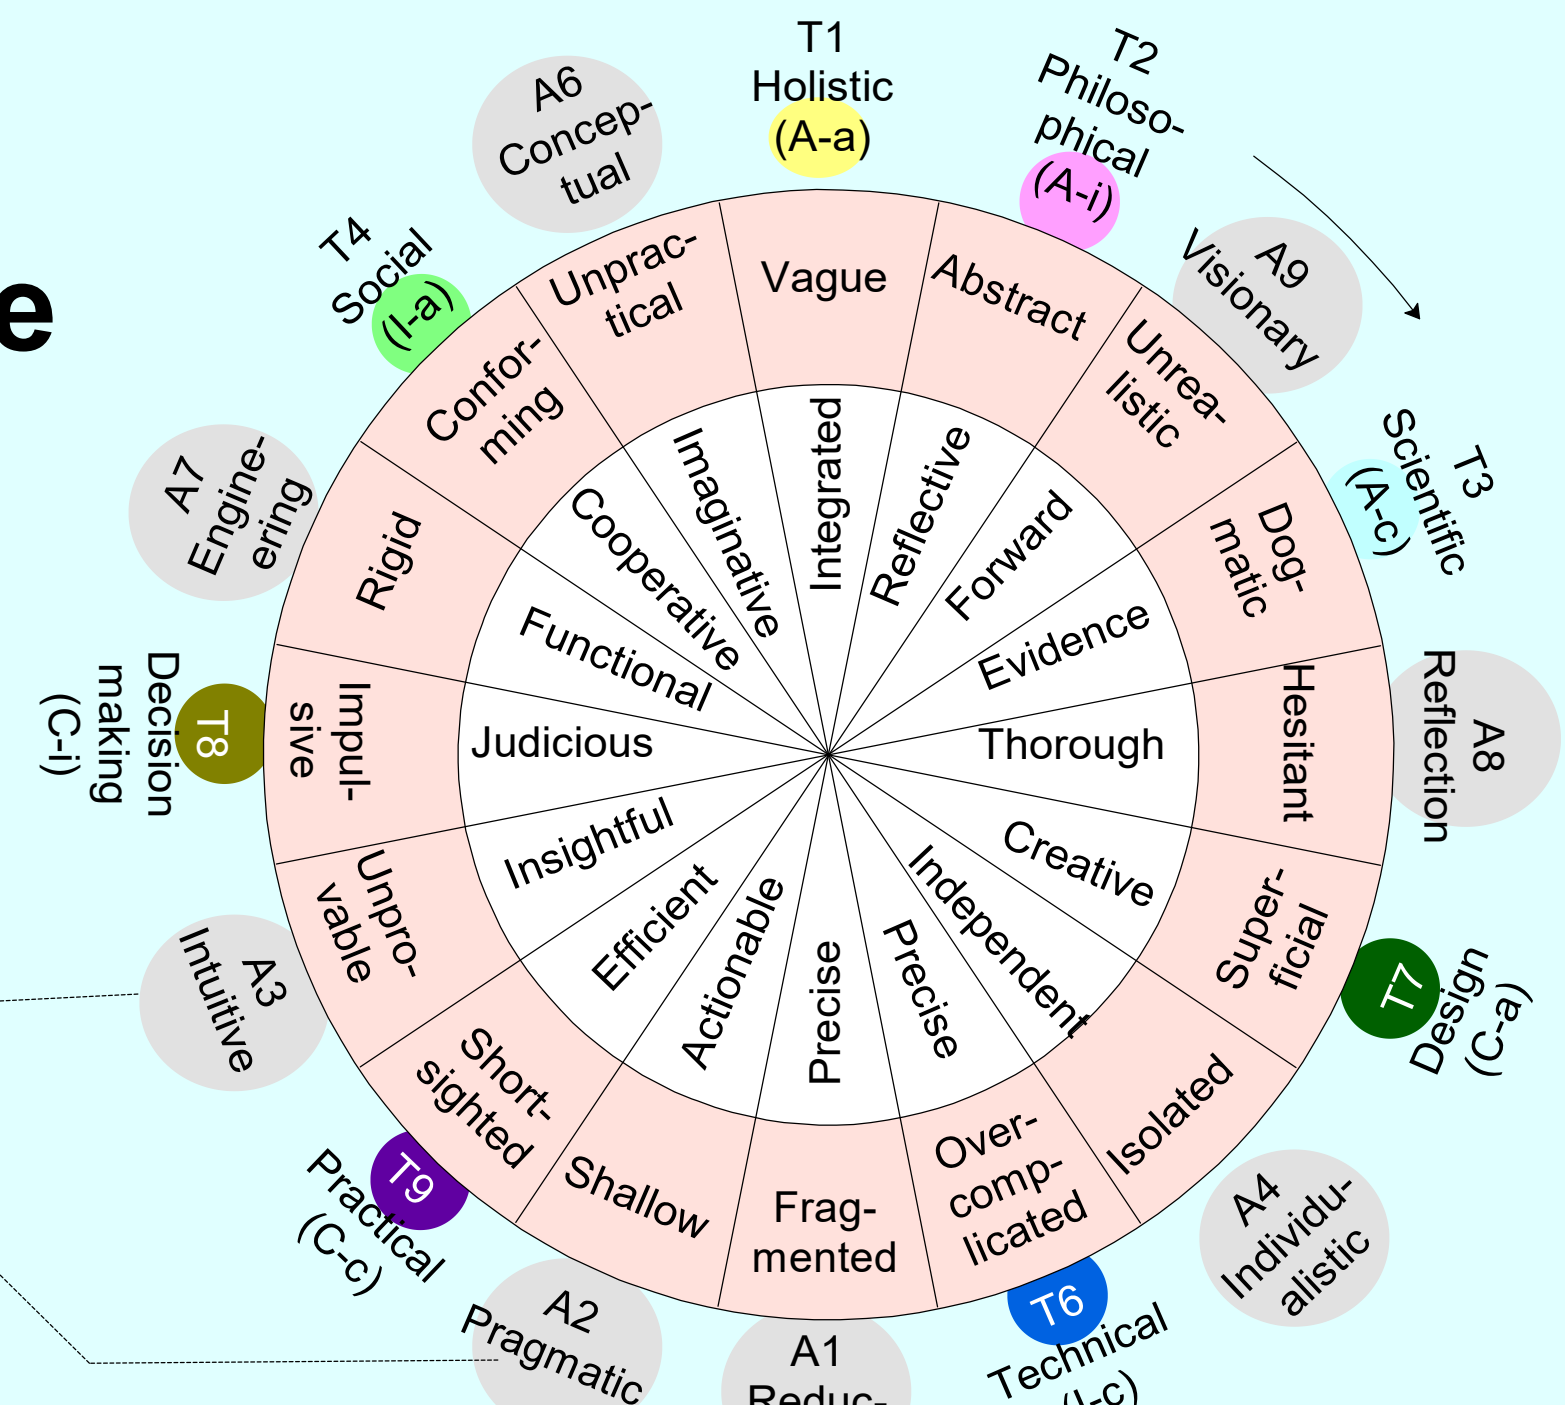 e
T1
Holistic
(A-a)
T2
Philoso-
phical
(A-i)
A9
Visionary
T3
Scientific
(A-c)
A8
Reflection
T7
Design
(C-a)
A4
Individu-
alistic
T6
Technical
(I-c)
A1
Reduc-
A2
Pragmatic
T9
Practical
(C-c)
A3
Intuitive
T8
Decision
making
(C-i)
A7
Engine-
ering
T4
Social
(I-a)
A6
Concep-
tual
Vague
Abstract
Unrea-
listic
Dog-
matic
Hesitant
Super-
ficial
Isolated
Over-
comp-
licated
Frag-
mented
Shallow
Short-
sighted
Unpro-
vable
Impul-
sive
Rigid
Confor-
ming
Unprac-
tical
Integrated
Reflective
Forward
Evidence
Thorough
Creative
Independent
Precise
Precise
Actionable
Efficient
Insightful
Judicious
Functional
Cooperative
Imaginative